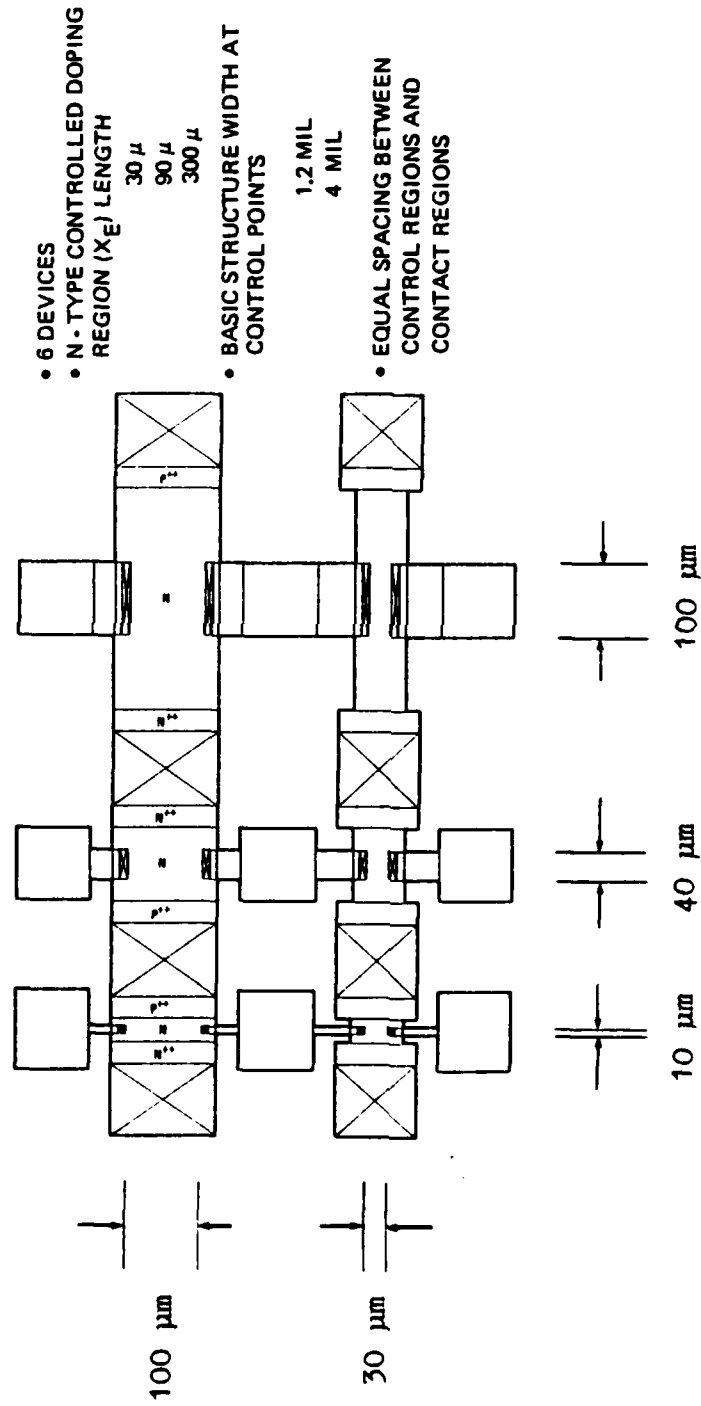 • 6 DEVICES
• N-TYPE CONTROLLED DOPING
REGION (XE) LENGTH
30 μ
90 μ
300 μ
• BASIC STRUCTURE WIDTH AT
CONTROL POINTS
1.2 MIL
4 MIL
• EQUAL SPACING BETWEEN
CONTROL REGIONS AND
CONTACT REGIONS
N++ N P++ P++ N N++ N++ N P++
100 μm
30 μm
10 μm 40 μm 100 μm